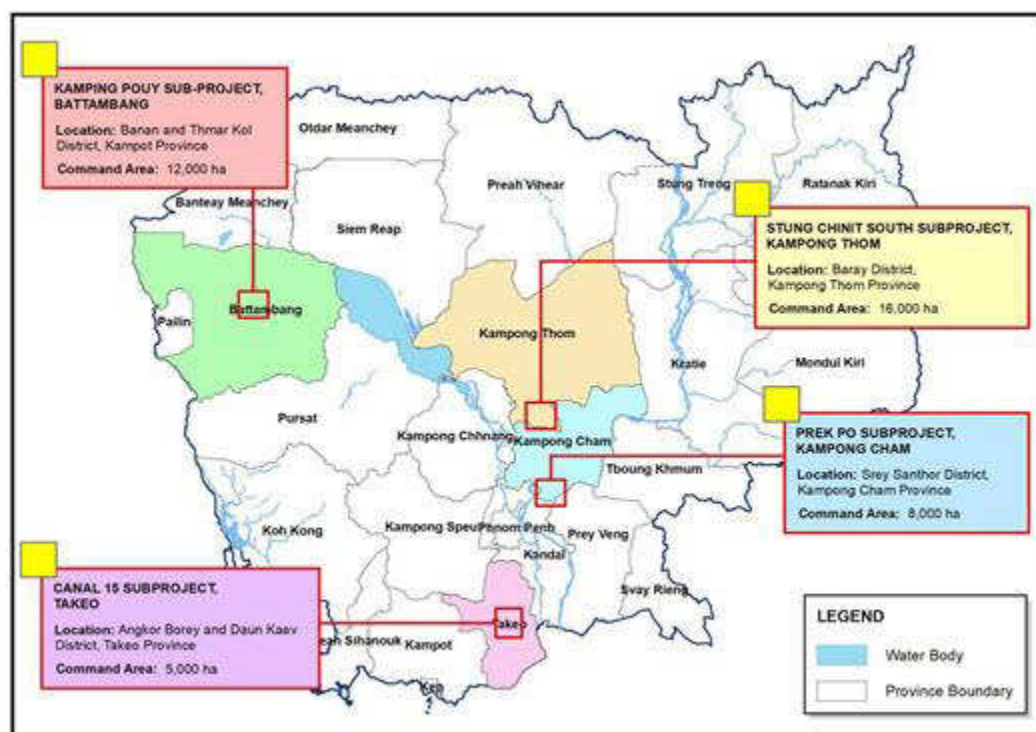 KAMPING POUY SUB-PROJECT,
BATTAMBANG
Location: Banan and Thmar Kol
District, Kampot Province
Command Area: 12,000 ha
Otdar Meanchey
Preah Vihear
Stung Treng
Ratanak Kiri
Banteay Meanchey
Siem Reap
STUNG CHINIT SOUTH SUBPROJECT,
KAMPONG THOM
Location: Baray District,
Kampong Thom Province
Command Area: 16,000 ha
Battambang
Pailin
Kampong Thom
Kratie
Mondul Kiri
Pursat
Kampong Chhnang
Kampong Cham
PREK PO SUBPROJECT,
KAMPONG CHAM
Location: Srey Santhor District,
Kampong Cham Province
Command Area: 8,000 ha
Tboung Khmum
Koh Kong
Kampong Speu
Phnom Penh
Prey Veng
Kandal
Svay Rieng
CANAL 15 SUBPROJECT,
TAKEO
Location: Angkor Borey and Daun Kaev
District, Takeo Province
Command Area: 5,000 ha
Takeo
eah Sihanouk
Kampot
Kep
LEGEND
Water Body
Province Boundary